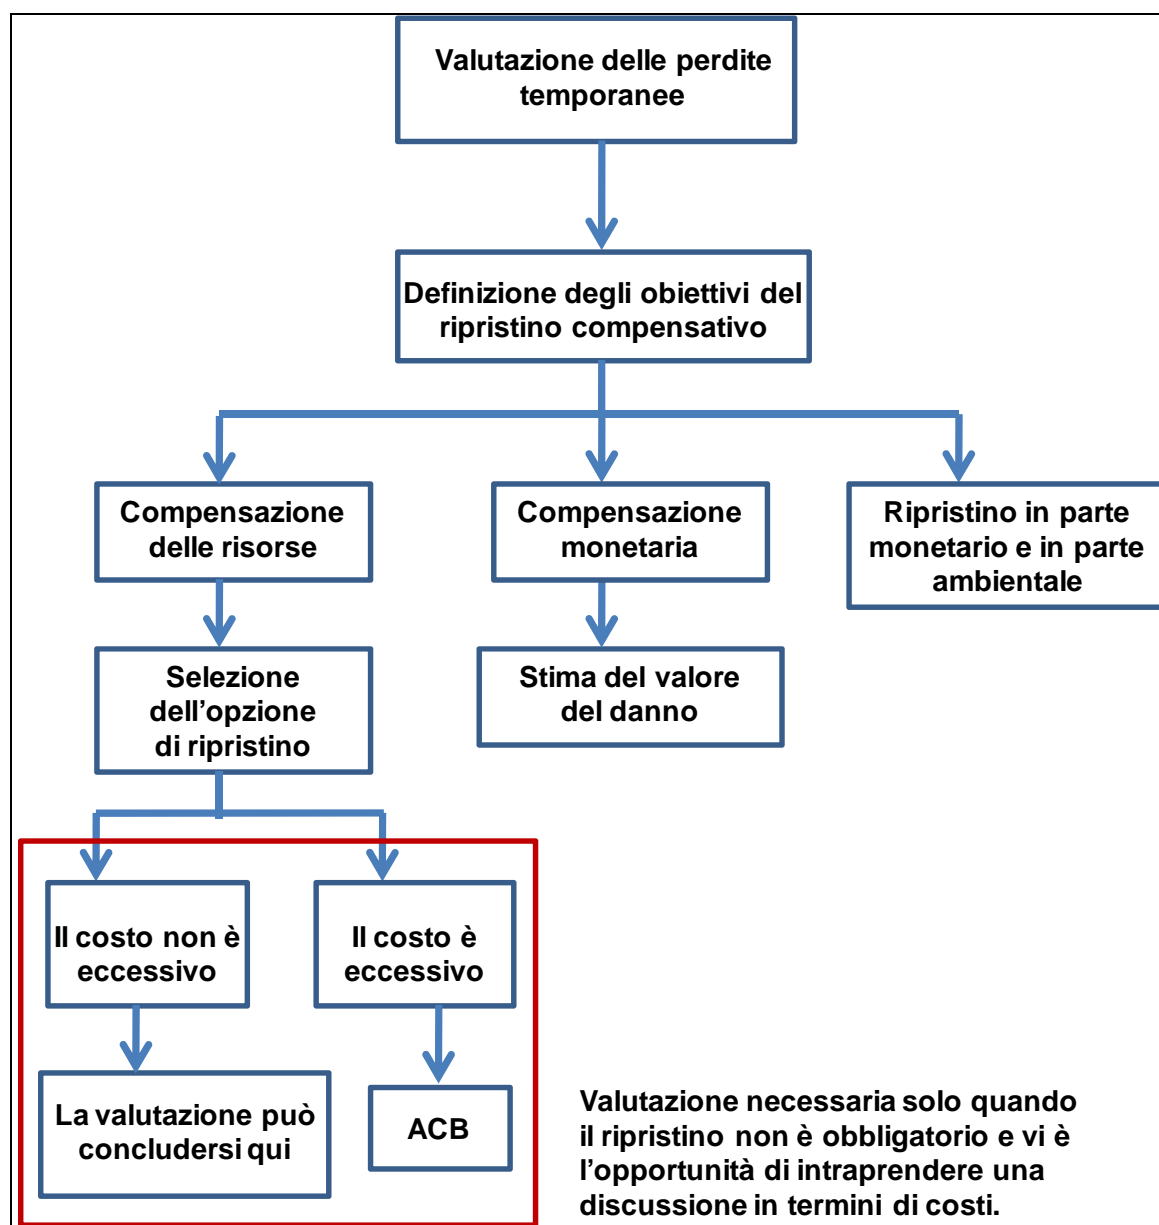 Valutazione delle perdite
temporanee
Definizione degli obiettivi del
ripristino compensativo
Compensazione
delle risorse
Compensazione
monetaria
Ripristino in parte
monetario e in parte
ambientale
Selezione
dell’opzione
di ripristino
Stima del valore
del danno
Il costo non è
eccessivo
Il costo è
eccessivo
La valutazione può
concludersi qui
ACB
Valutazione necessaria solo quando
il ripristino non è obbligatorio e vi è
l’opportunità di intraprendere una
discussione in termini di costi.